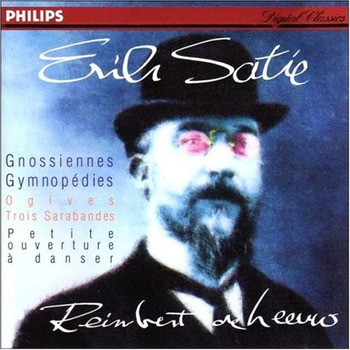 PHILIPS
Digital Classics
Erik Satie
Gnossiennes
Gymnopédies
Ogives
Trois Sarabandes
Petite
ouverture
à danser
Reinbert de Leeuw